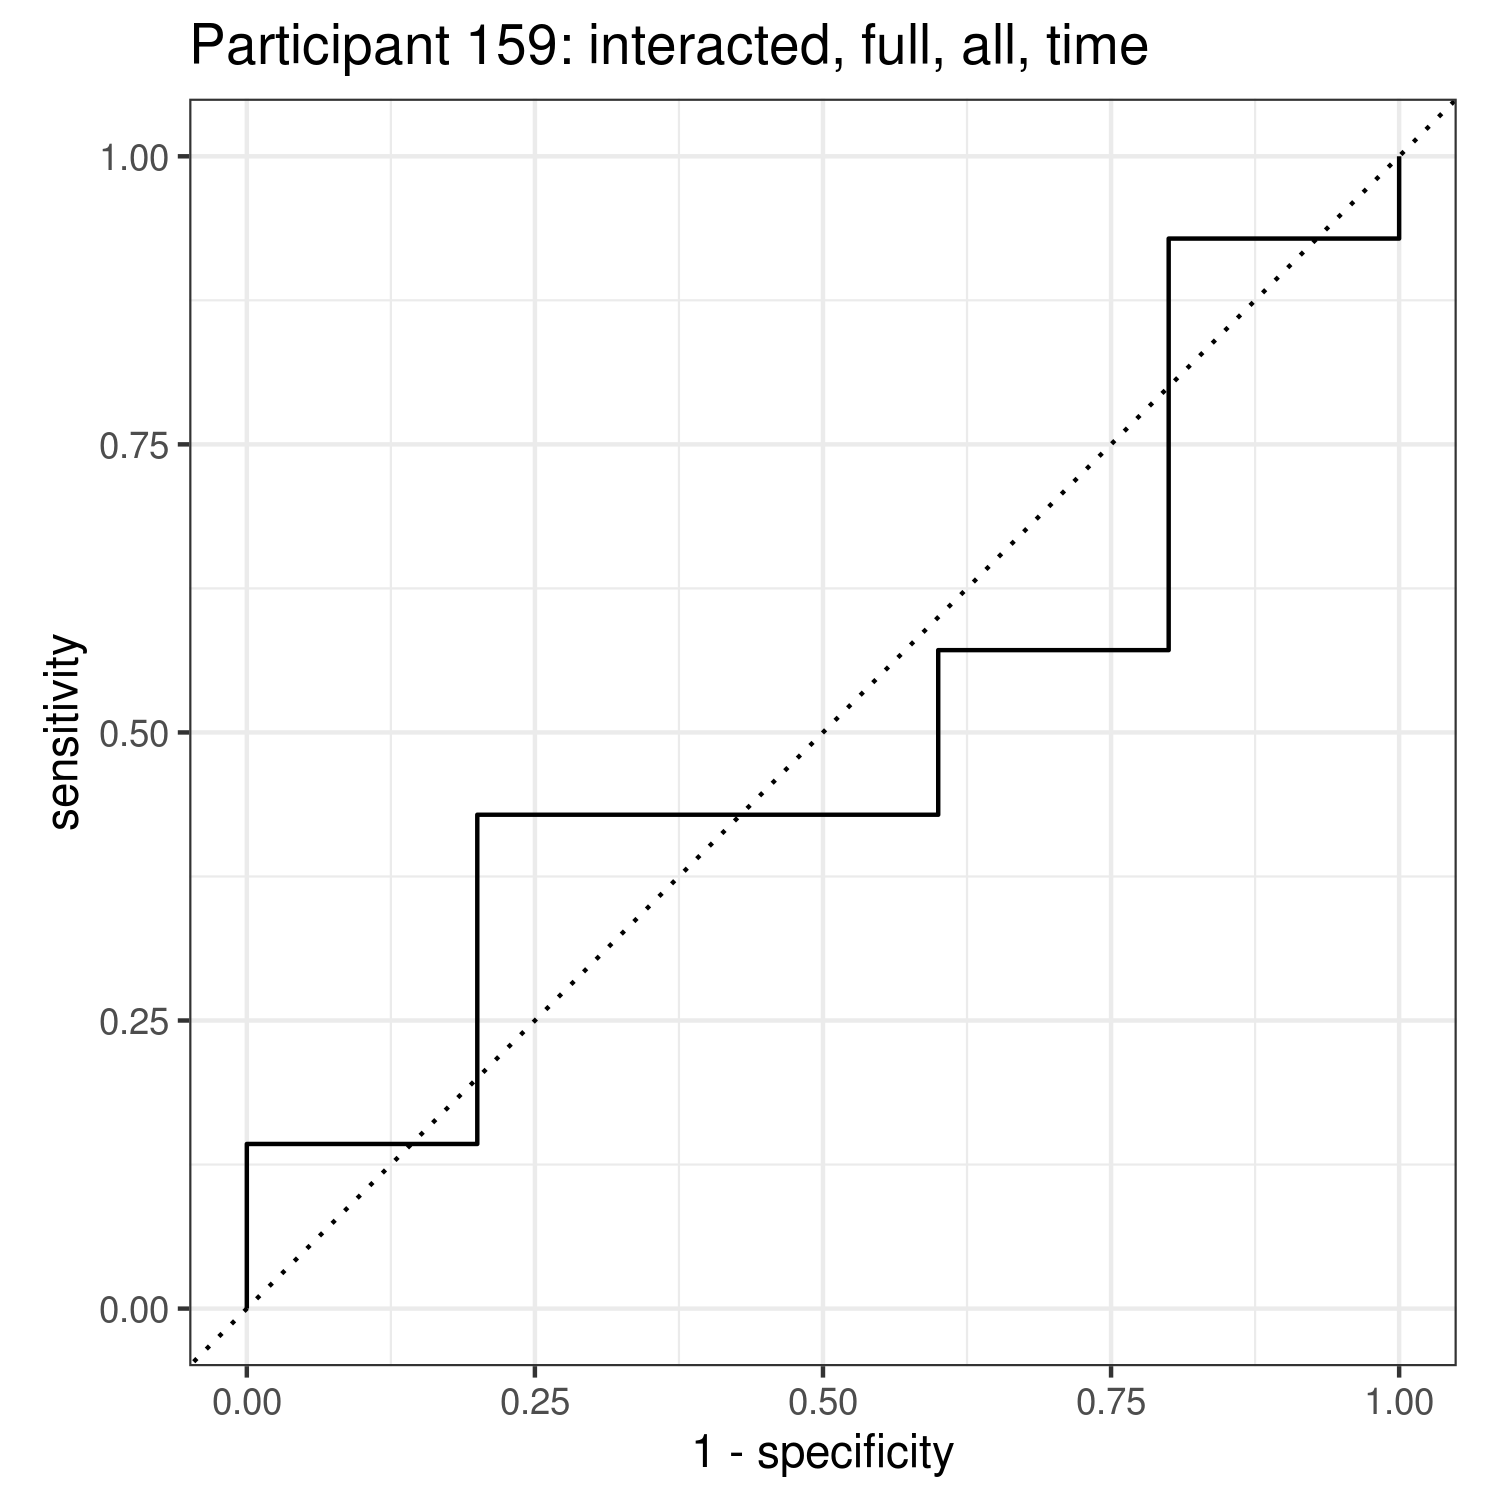 Participant 159: interacted, full, all, time
1.00
0.75
0.50
0.25
0.00
sensitivity
0.00 0.25 0.50 0.75 1.00
1 - specificity